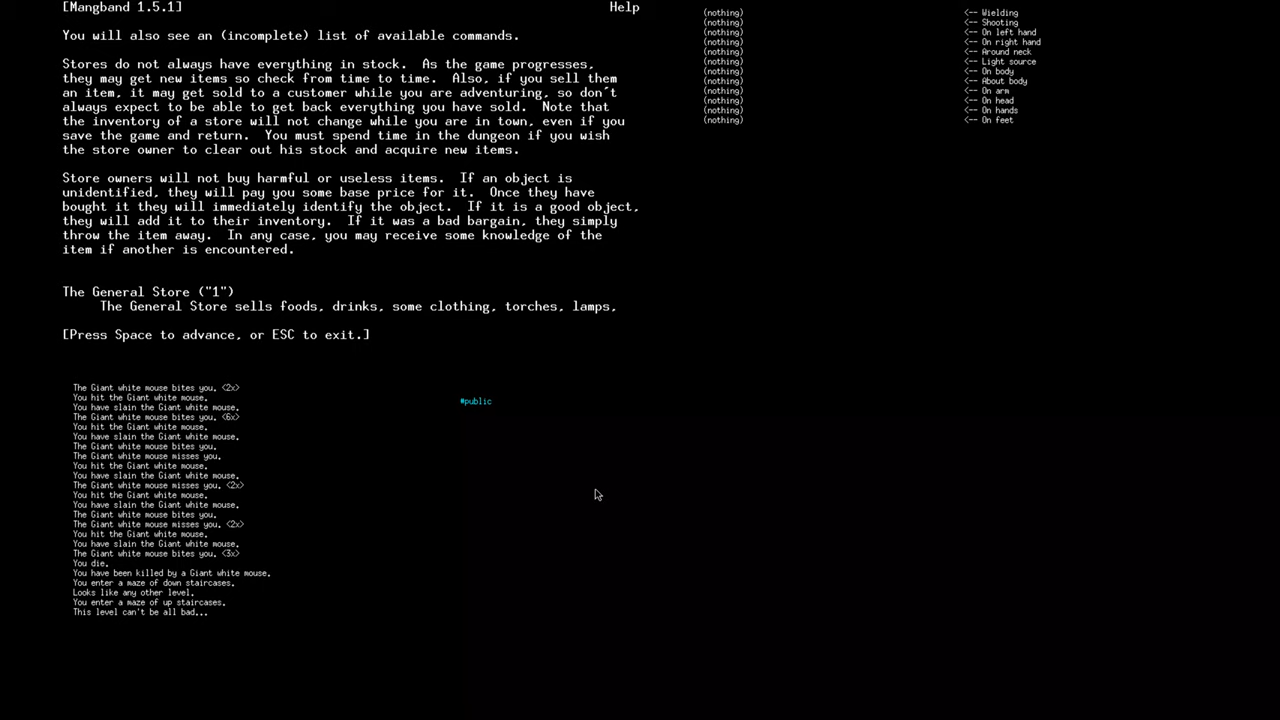 [Mangband 1.5.1] Help
You will also see an (incomplete) list of available commands.
Stores do not always have everything in stock.  As the game progresses,
they may get new items so check from time to time.  Also, if you sell them
an item, it may get sold to a customer while you are adventuring, so don´t
always expect to be able to get back everything you have sold.  Note that
the inventory of a store will not change while you are in town, even if you
save the game and return.  You must spend time in the dungeon if you wish
the store owner to clear out his stock and acquire new items.
Store owners will not buy harmful or useless items.  If an object is
unidentified, they will pay you some base price for it.  Once they have
bought it they will immediately identify the object.  If it is a good object,
they will add it to their inventory.  If it was a bad bargain, they simply
throw the item away.  In any case, you may receive some knowledge of the
item if another is encountered.
The General Store ("1")
The General Store sells foods, drinks, some clothing, torches, lamps,
[Press Space to advance, or ESC to exit.]
(nothing) <-- Wielding
(nothing) <-- Shooting
(nothing) <-- On left hand
(nothing) <-- On right hand
(nothing) <-- Around neck
(nothing) <-- Light source
(nothing) <-- On body
(nothing) <-- About body
(nothing) <-- On arm
(nothing) <-- On head
(nothing) <-- On hands
(nothing) <-- On feet
The Giant white mouse bites you. <2x>
You hit the Giant white mouse.
You have slain the Giant white mouse.
The Giant white mouse bites you. <6x>
You hit the Giant white mouse.
You have slain the Giant white mouse.
The Giant white mouse bites you.
The Giant white mouse misses you.
You hit the Giant white mouse.
You have slain the Giant white mouse.
The Giant white mouse misses you. <2x>
You hit the Giant white mouse.
You have slain the Giant white mouse.
The Giant white mouse bites you.
The Giant white mouse misses you. <2x>
You hit the Giant white mouse.
You have slain the Giant white mouse.
The Giant white mouse bites you. <3x>
You die.
You have been killed by a Giant white mouse.
You enter a maze of down staircases.
Looks like any other level.
You enter a maze of up staircases.
This level can't be all bad...
#public